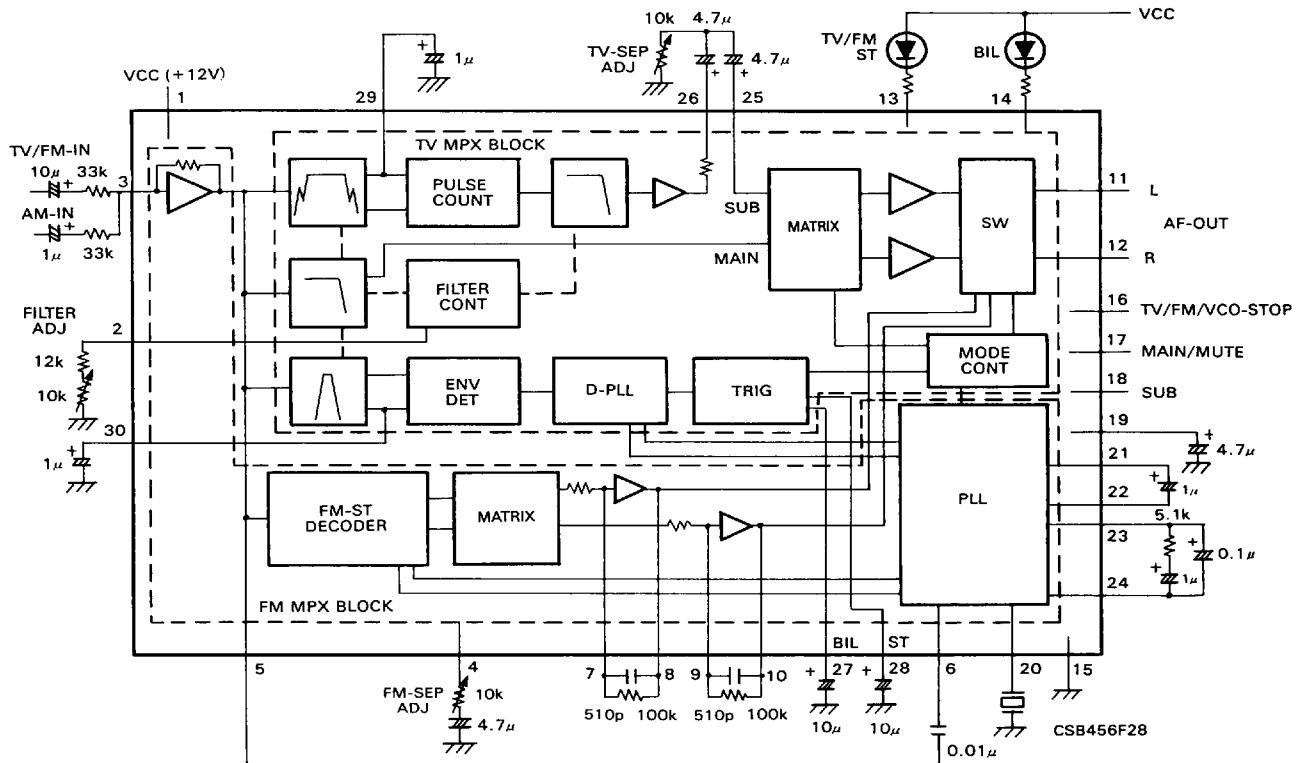 10k
4.7μ
VCC
TV/FM
ST
BIL
1μ
TV-SEP
ADJ
4.7μ
VCC (+12V)
1
29
26
25
13
14
TV MPX BLOCK
TV/FM-IN
10μ
33k
3
AM-IN
1μ
33k
PULSE
COUNT
SUB
MATRIX
SW
11
L
AF-OUT
12
R
MAIN
FILTER
CONT
FILTER
ADJ
2
12k
10k
16
TV/FM/VCO-STOP
MODE
CONT
17
MAIN/MUTE
18
SUB
ENV
DET
D-PLL
TRIG
30
1μ
19
4.7μ
21
1μ
22
PLL
5.1k
23
0.1μ
1μ
24
FM-ST
DECODER
MATRIX
FM MPX BLOCK
BIL
ST
5
4
7
8
9
10
27
28
6
20
15
FM-SEP
ADJ
10k
4.7μ
510p
100k
510p
100k
10μ
10μ
0.01μ
CSB456F28